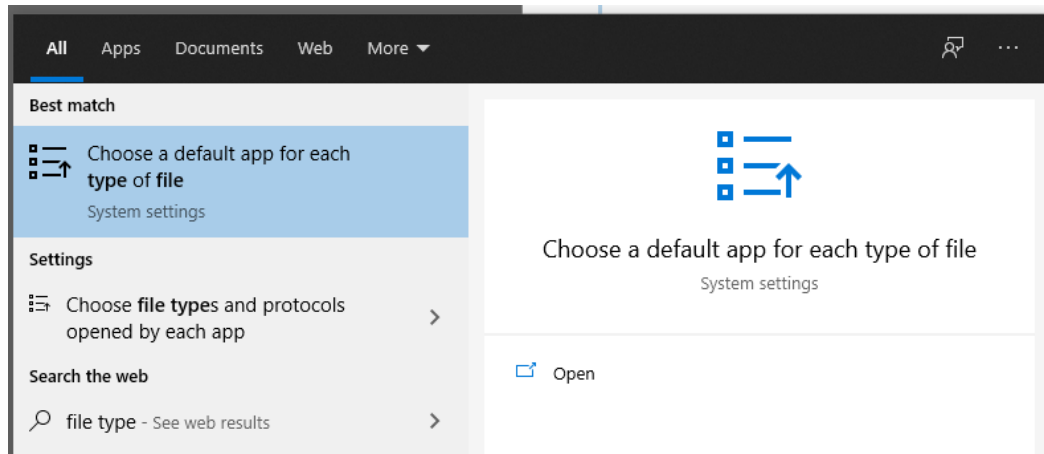 All Apps Documents Web More
Best match
Choose a default app for each
type of file
System settings
Settings
Choose file types and protocols
opened by each app
Search the web
file type - See web results
Choose a default app for each type of file
System settings
Open